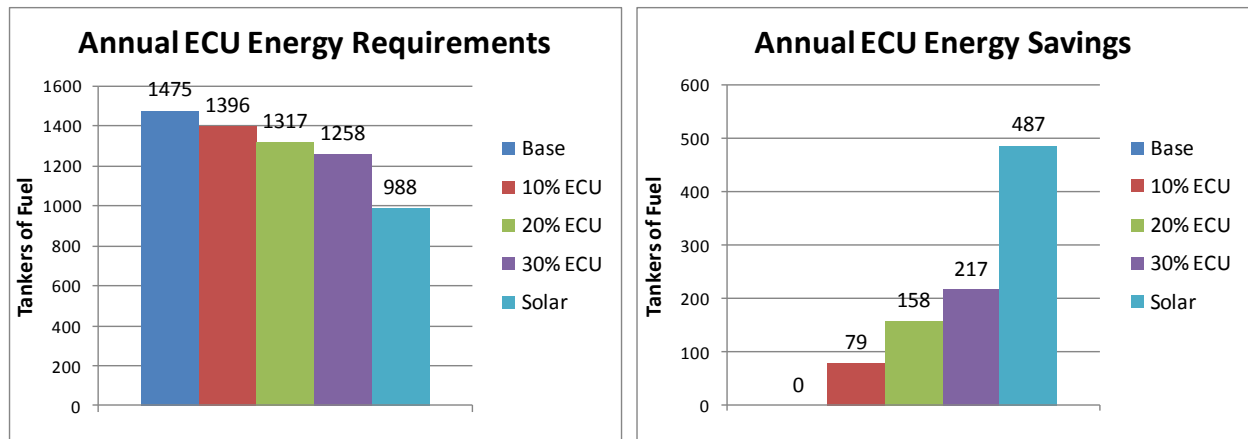 Annual ECU Energy Requirements
Tankers of Fuel
1600
1400
1200
1000
800
600
400
200
0
1475
1396
1317
1258
988
Base
10% ECU
20% ECU
30% ECU
Solar
Annual ECU Energy Savings
Tankers of Fuel
600
500
400
300
200
100
0
0
79
158
217
487
Base
10% ECU
20% ECU
30% ECU
Solar